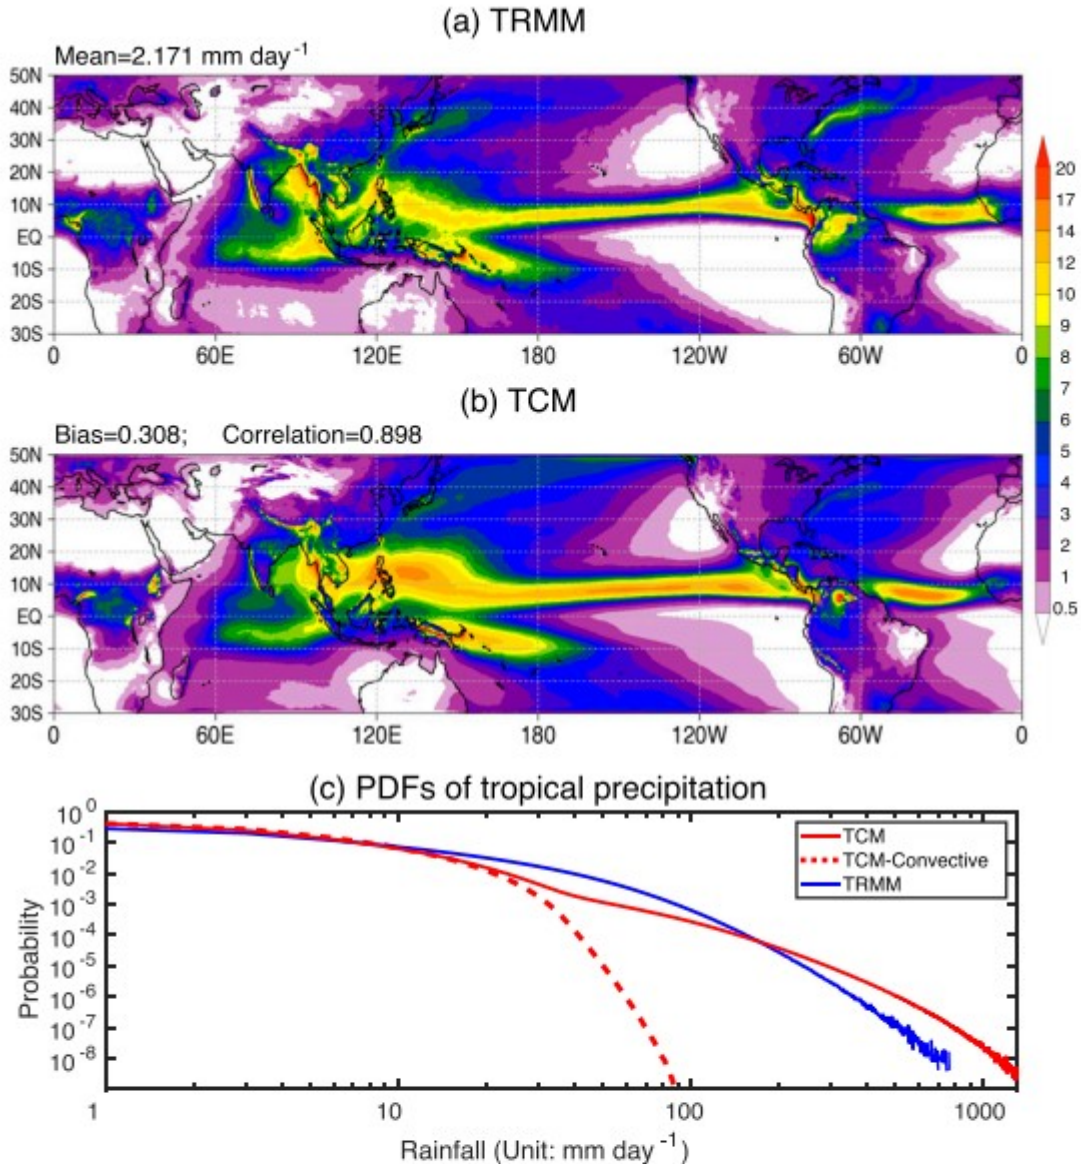 (a) TRMM
Mean=2.171 mm day⁻¹
50N
40N
30N
20N
10N
EQ
10S
20S
30S
0 60E 120E 180 120W 60W 0
20
17
14
12
10
9
8
7
6
5
4
3
2
1
0.5
(b) TCM
Bias=0.308; Correlation=0.898
50N
40N
30N
20N
10N
EQ
10S
20S
30S
0 60E 120E 180 120W 60W 0
(c) PDFs of tropical precipitation
10⁰
10⁻¹
10⁻²
10⁻³
10⁻⁴
10⁻⁵
10⁻⁶
10⁻⁷
10⁻⁸
Probability
TCM
TCM-Convective
TRMM
1 10 100 1000
Rainfall (Unit: mm day⁻¹)